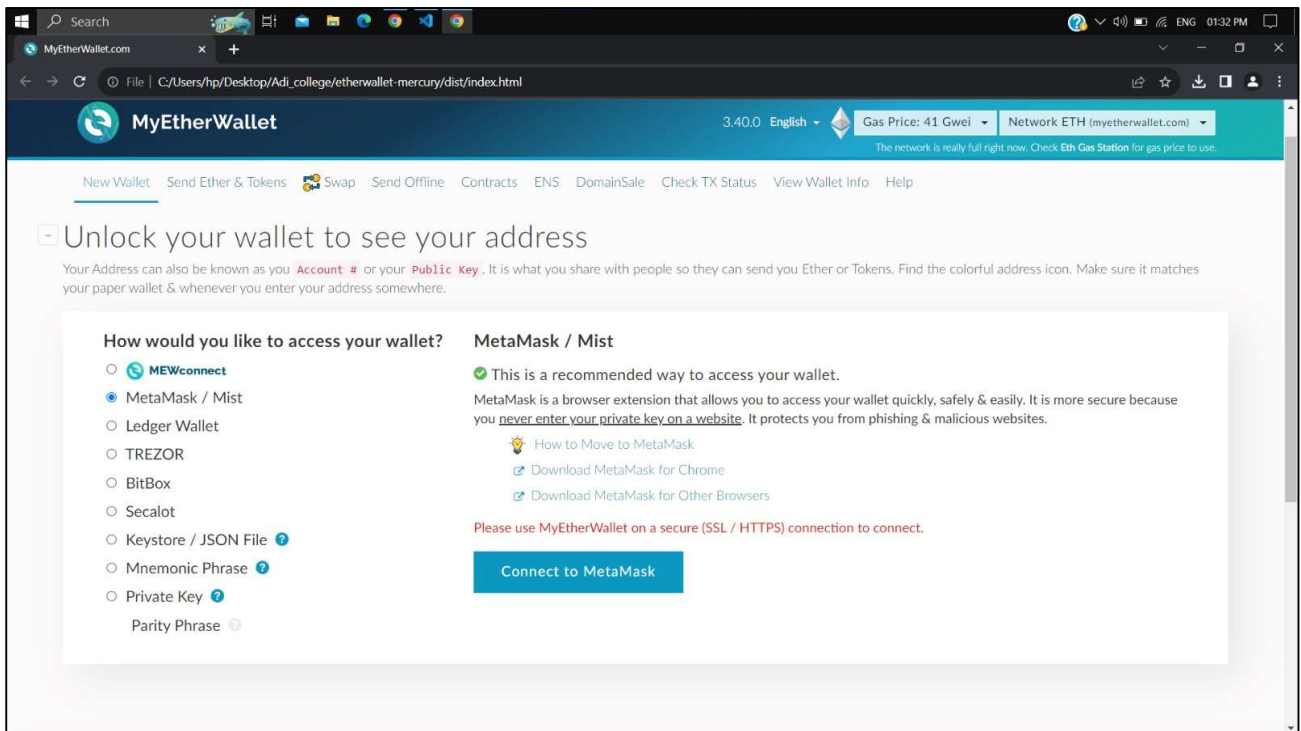 Search
ENG 01:32 PM
MyEtherWallet.com
File | C:/Users/hp/Desktop/Adi_college/etherwallet-mercury/dist/index.html
MyEtherWallet
3.40.0 English
Gas Price: 41 Gwei
Network ETH (myetherwallet.com)
The network is really full right now. Check Eth Gas Station for gas price to use.
New Wallet Send Ether & Tokens Swap Send Offline Contracts ENS DomainSale Check TX Status View Wallet Info Help
Unlock your wallet to see your address
Your Address can also be known as you Account # or your Public Key. It is what you share with people so they can send you Ether or Tokens. Find the colorful address icon. Make sure it matches
your paper wallet & whenever you enter your address somewhere.
How would you like to access your wallet?
MEWconnect
MetaMask / Mist
Ledger Wallet
TREZOR
BitBox
Secalot
Keystore / JSON File ?
Mnemonic Phrase ?
Private Key ?
Parity Phrase ?
MetaMask / Mist
This is a recommended way to access your wallet.
MetaMask is a browser extension that allows you to access your wallet quickly, safely & easily. It is more secure because
you never enter your private key on a website. It protects you from phishing & malicious websites.
How to Move to MetaMask
Download MetaMask for Chrome
Download MetaMask for Other Browsers
Please use MyEtherWallet on a secure (SSL / HTTPS) connection to connect.
Connect to MetaMask